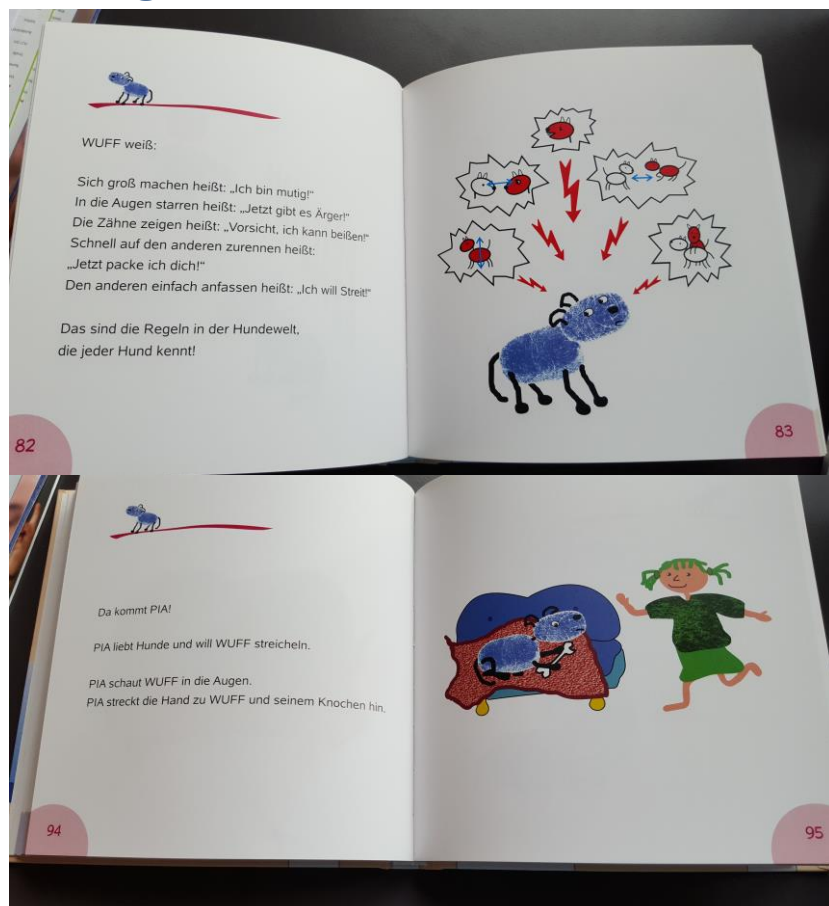 WUFF weiß:
Sich groß machen heißt: „Ich bin mutig!“
In die Augen starren heißt: „Jetzt gibt es Ärger!“
Die Zähne zeigen heißt: „Vorsicht, ich kann beißen!“
Schnell auf den anderen zurennen heißt:
„Jetzt packe ich dich!“
Den anderen einfach anfassen heißt: „Ich will Streit!“
Das sind die Regeln in der Hundewelt,
die jeder Hund kennt!
82
83
Da kommt PIA!
PIA liebt Hunde und will WUFF streicheln.
PIA schaut WUFF in die Augen.
PIA streckt die Hand zu WUFF und seinem Knochen hin.
94
95